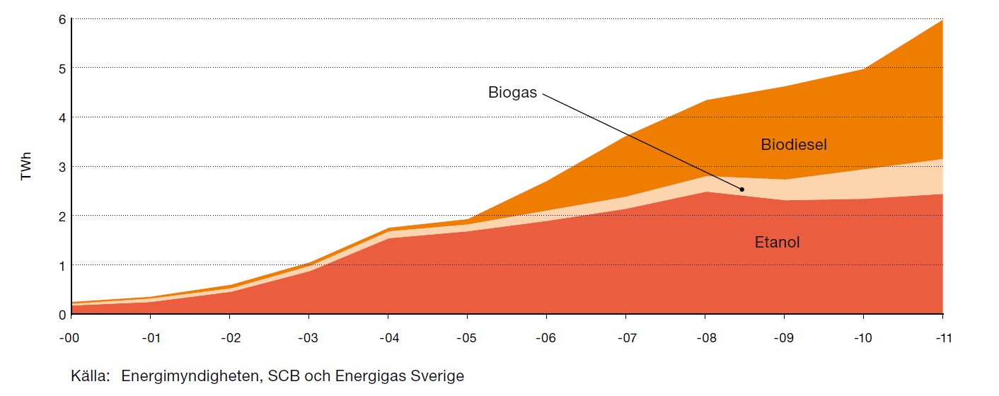 6
5
Biogas
4
Biodiesel
TWh
3
2
Etanol
1
0
-00 -01 -02 -03 -04 -05 -06 -07 -08 -09 -10 -11
Källa: Energimyndigheten, SCB och Energigas Sverige